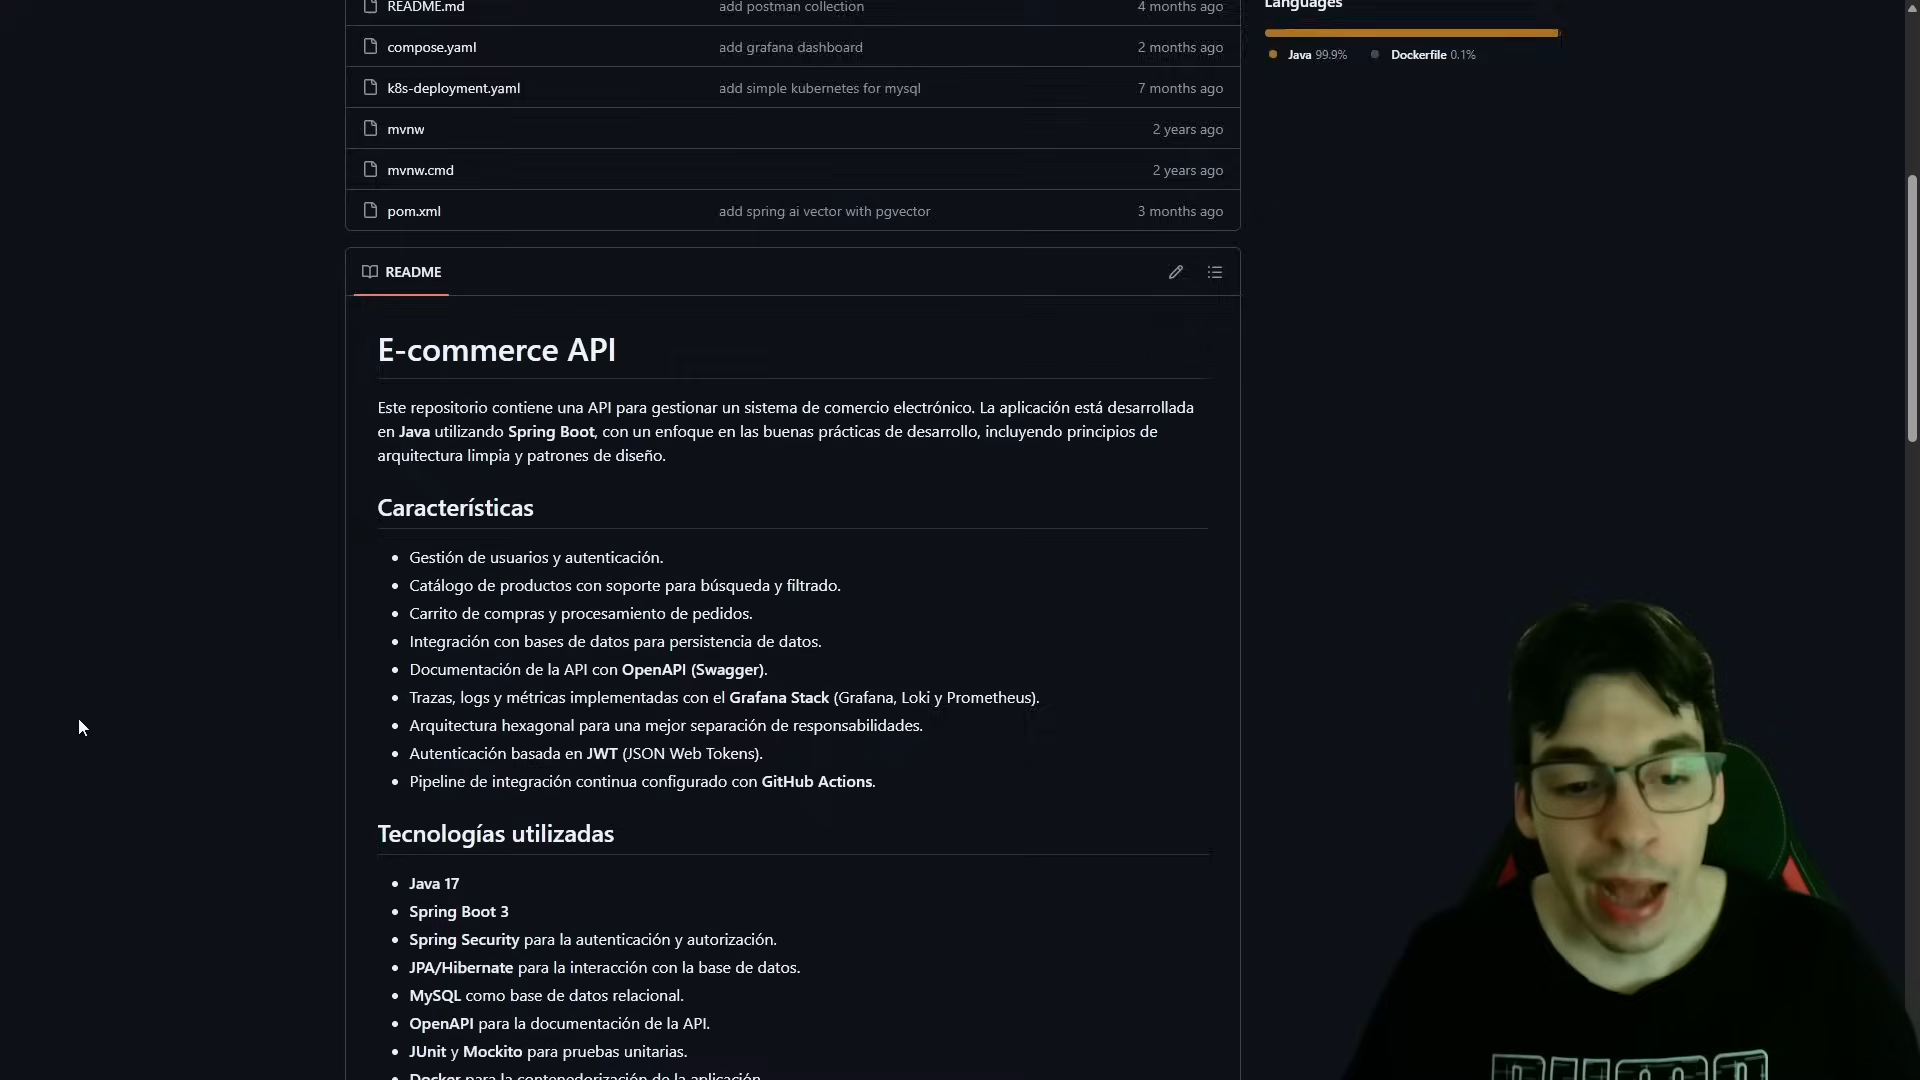 Languages
Java 99.9% Dockerfile 0.1%
README.md add postman collection 4 months ago
compose.yaml add grafana dashboard 2 months ago
k8s-deployment.yaml add simple kubernetes for mysql 7 months ago
mvnw 2 years ago
mvnw.cmd 2 years ago
pom.xml add spring ai vector with pgvector 3 months ago
README
E-commerce API
Este repositorio contiene una API para gestionar un sistema de comercio electrónico. La aplicación está desarrollada
en Java utilizando Spring Boot, con un enfoque en las buenas prácticas de desarrollo, incluyendo principios de
arquitectura limpia y patrones de diseño.
Características
Gestión de usuarios y autenticación.
Catálogo de productos con soporte para búsqueda y filtrado.
Carrito de compras y procesamiento de pedidos.
Integración con bases de datos para persistencia de datos.
Documentación de la API con OpenAPI (Swagger).
Trazas, logs y métricas implementadas con el Grafana Stack (Grafana, Loki y Prometheus).
Arquitectura hexagonal para una mejor separación de responsabilidades.
Autenticación basada en JWT (JSON Web Tokens).
Pipeline de integración continua configurado con GitHub Actions.
Tecnologías utilizadas
Java 17
Spring Boot 3
Spring Security para la autenticación y autorización.
JPA/Hibernate para la interacción con la base de datos.
MySQL como base de datos relacional.
OpenAPI para la documentación de la API.
JUnit y Mockito para pruebas unitarias.
Docker para la contenedorización de la aplicación.